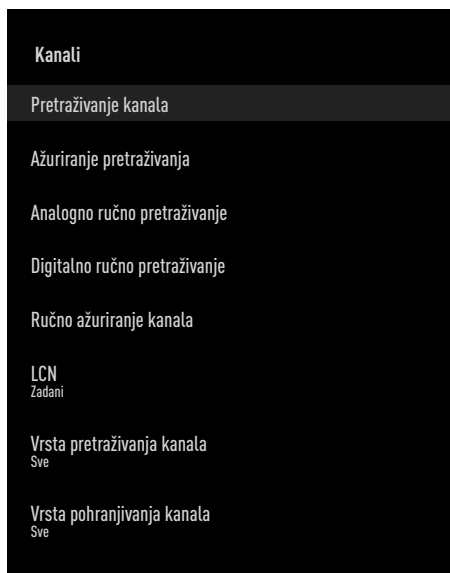 Kanali
Pretraživanje kanala
Ažuriranje pretraživanja
Analogno ručno pretraživanje
Digitalno ručno pretraživanje
Ručno ažuriranje kanala
LCN
Zadani
Vrsta pretraživanja kanala
Sve
Vrsta pohranjivanja kanala
Sve